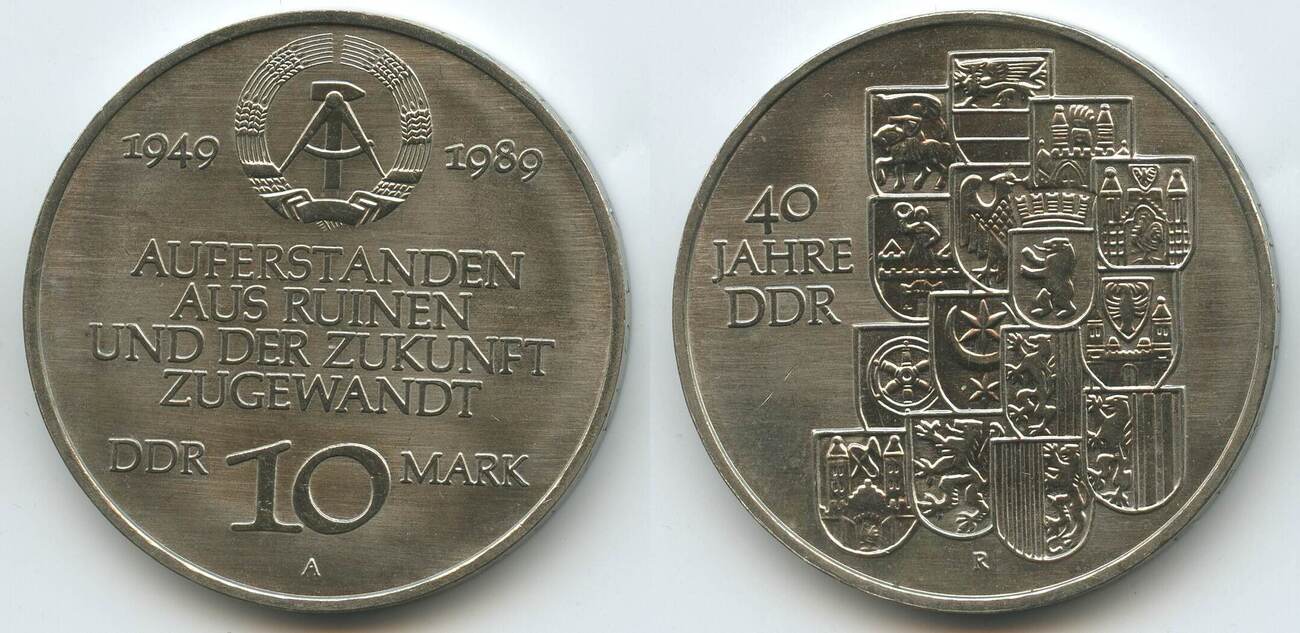 1949 1989
AUFERSTANDEN
AUS RUINEN
UND DER ZUKUNFT
ZUGEWANDT
DDR 10 MARK
A
40
JAHRE
DDR
R